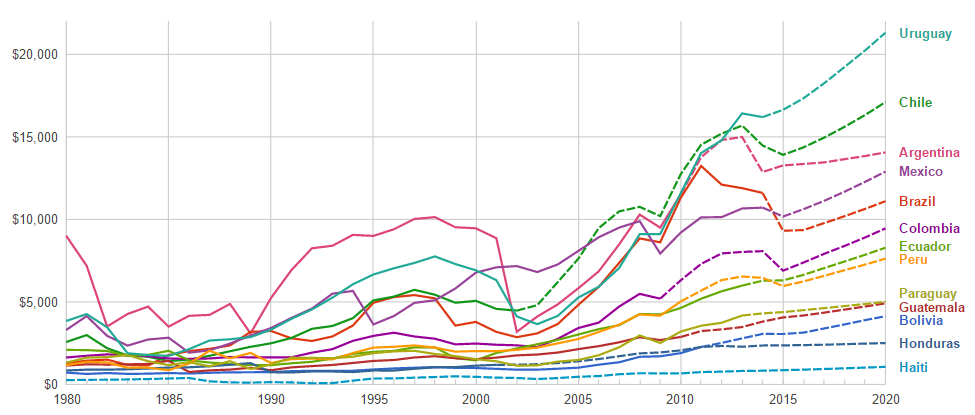 $20,000
$15,000
$10,000
$5,000
$0
1980 1985 1990 1995 2000 2005 2010 2015 2020
Uruguay
Chile
Argentina
Mexico
Brazil
Colombia
Ecuador
Peru
Paraguay
Guatemala
Bolivia
Honduras
Haiti